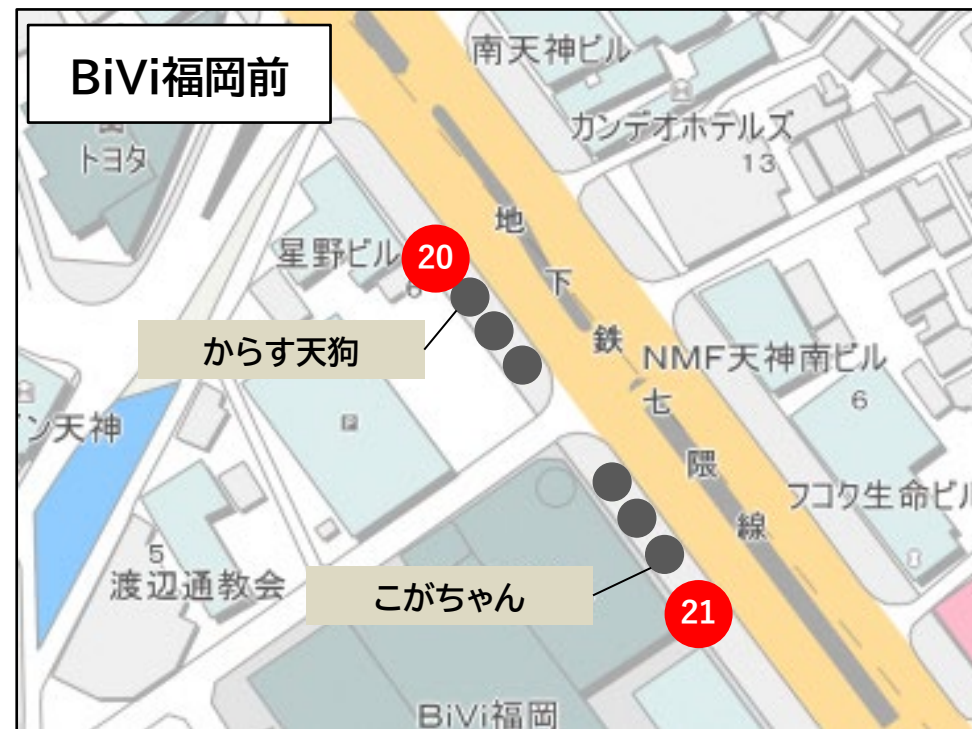 BiVi福岡前
南天神ビル
カンデオホテルズ
13
トヨタ
地下鉄七隈線
星野ビル
6
20
からす天狗
NMF天神南ビル
6
ン天神
フコク生命ビル
5
渡辺通教会
こがちゃん
21
BiVi福岡